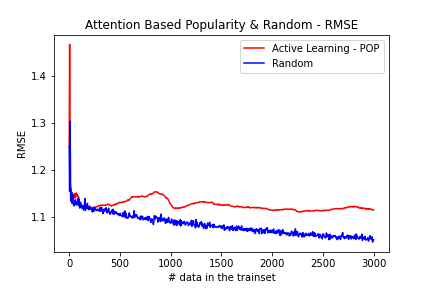 Attention Based Popularity & Random - RMSE
Active Learning - POP
Random
RMSE
1.4
1.3
1.2
1.1
0
500
1000
1500
2000
2500
3000
# data in the trainset